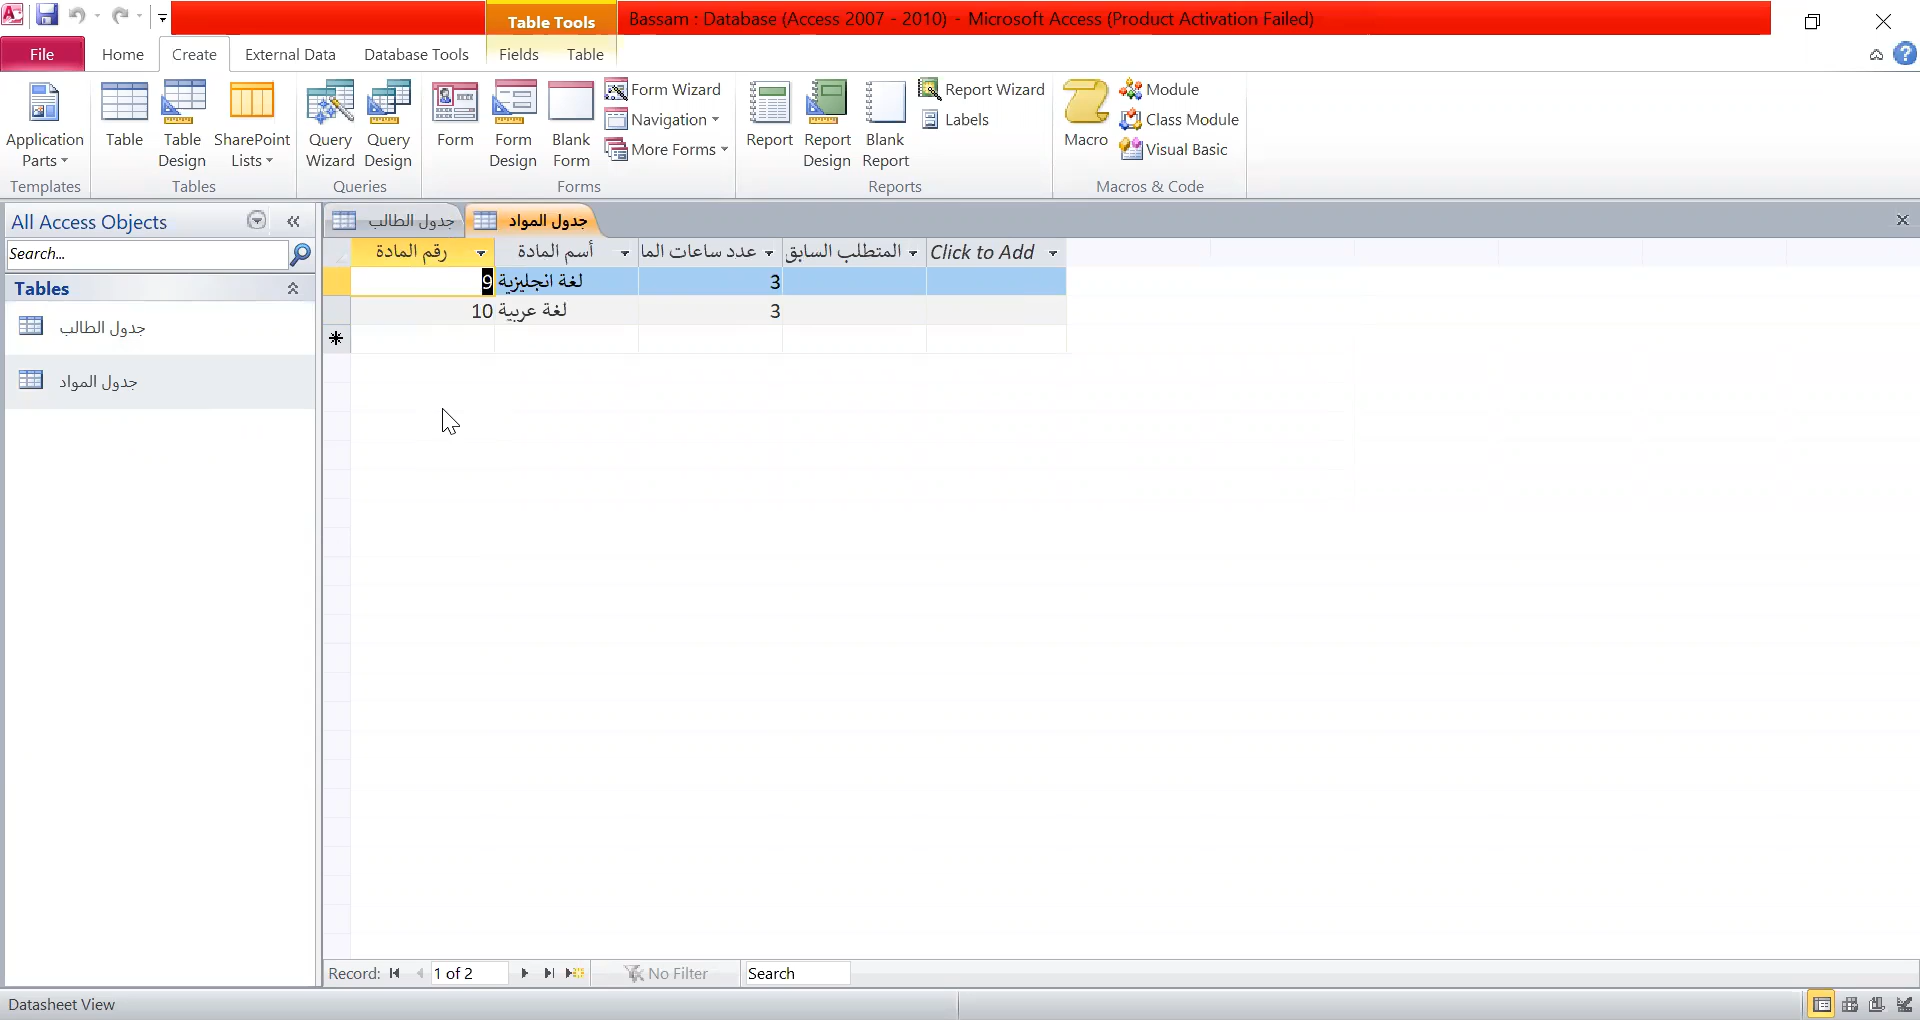 Table Tools
Bassam : Database (Access 2007 - 2010) - Microsoft Access (Product Activation Failed)
File Home Create External Data Database Tools Fields Table
Application Parts
Table
Table Design
SharePoint Lists
Query Wizard
Query Design
Form
Form Design
Blank Form
Form Wizard
Navigation
More Forms
Report
Report Design
Blank Report
Report Wizard
Labels
Macro
Module
Class Module
Visual Basic
Templates Tables Queries Forms Reports Macros & Code
All Access Objects
Search...
Tables
جدول الطالب
جدول المواد
جدول الطالب
جدول المواد
رقم المادة أسم المادة عدد ساعات الما المتطلب السابق Click to Add
9 لغة انجليزية 3
10 لغة عربية 3
Record: 1 of 2 No Filter Search
Datasheet View